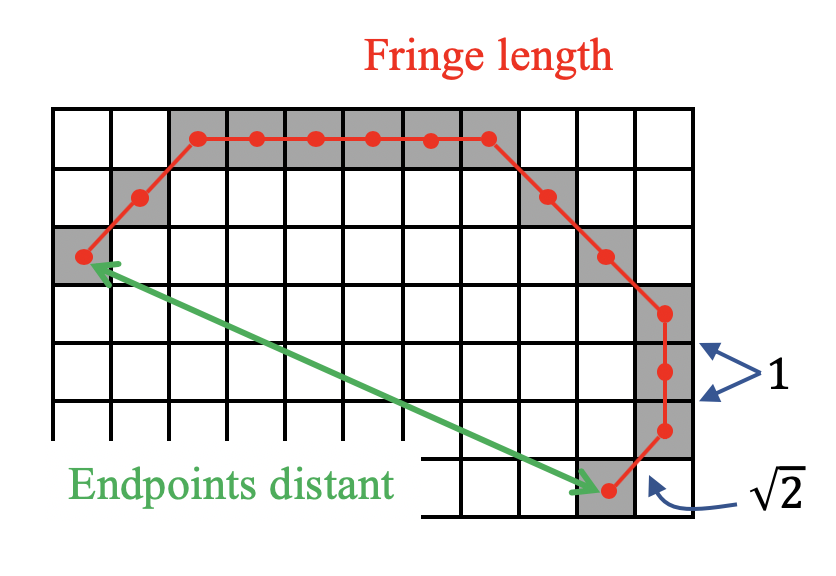 Fringe length
1
Endpoints distant
√2